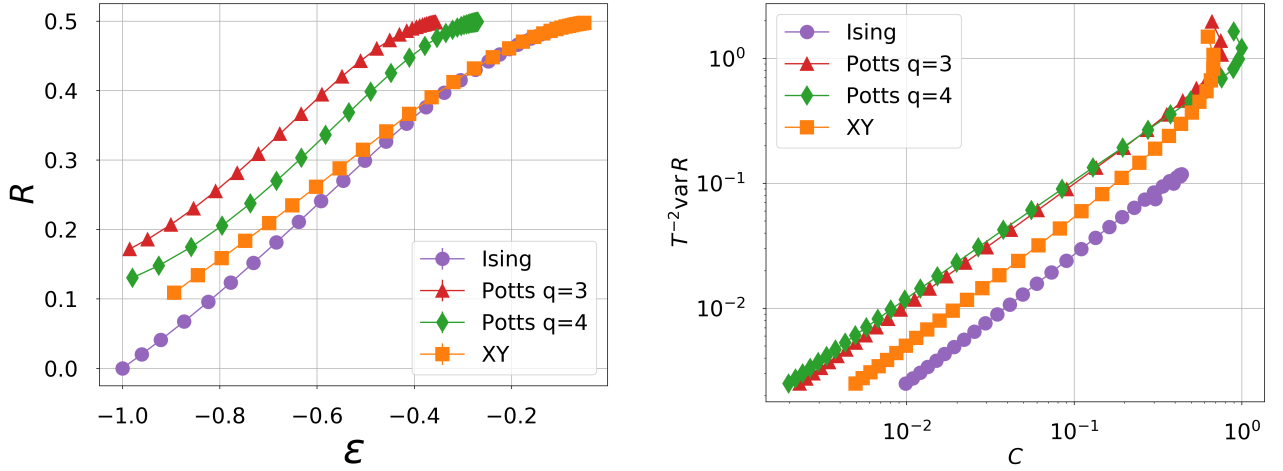 0.5
0.4
0.3
0.2
0.1
0.0
R
−1.0 −0.8 −0.6 −0.4 −0.2
ε
Ising
Potts q=3
Potts q=4
XY
10⁰
10⁻¹
10⁻²
T⁻²var R
10⁻² 10⁻¹ 10⁰
C
Ising
Potts q=3
Potts q=4
XY